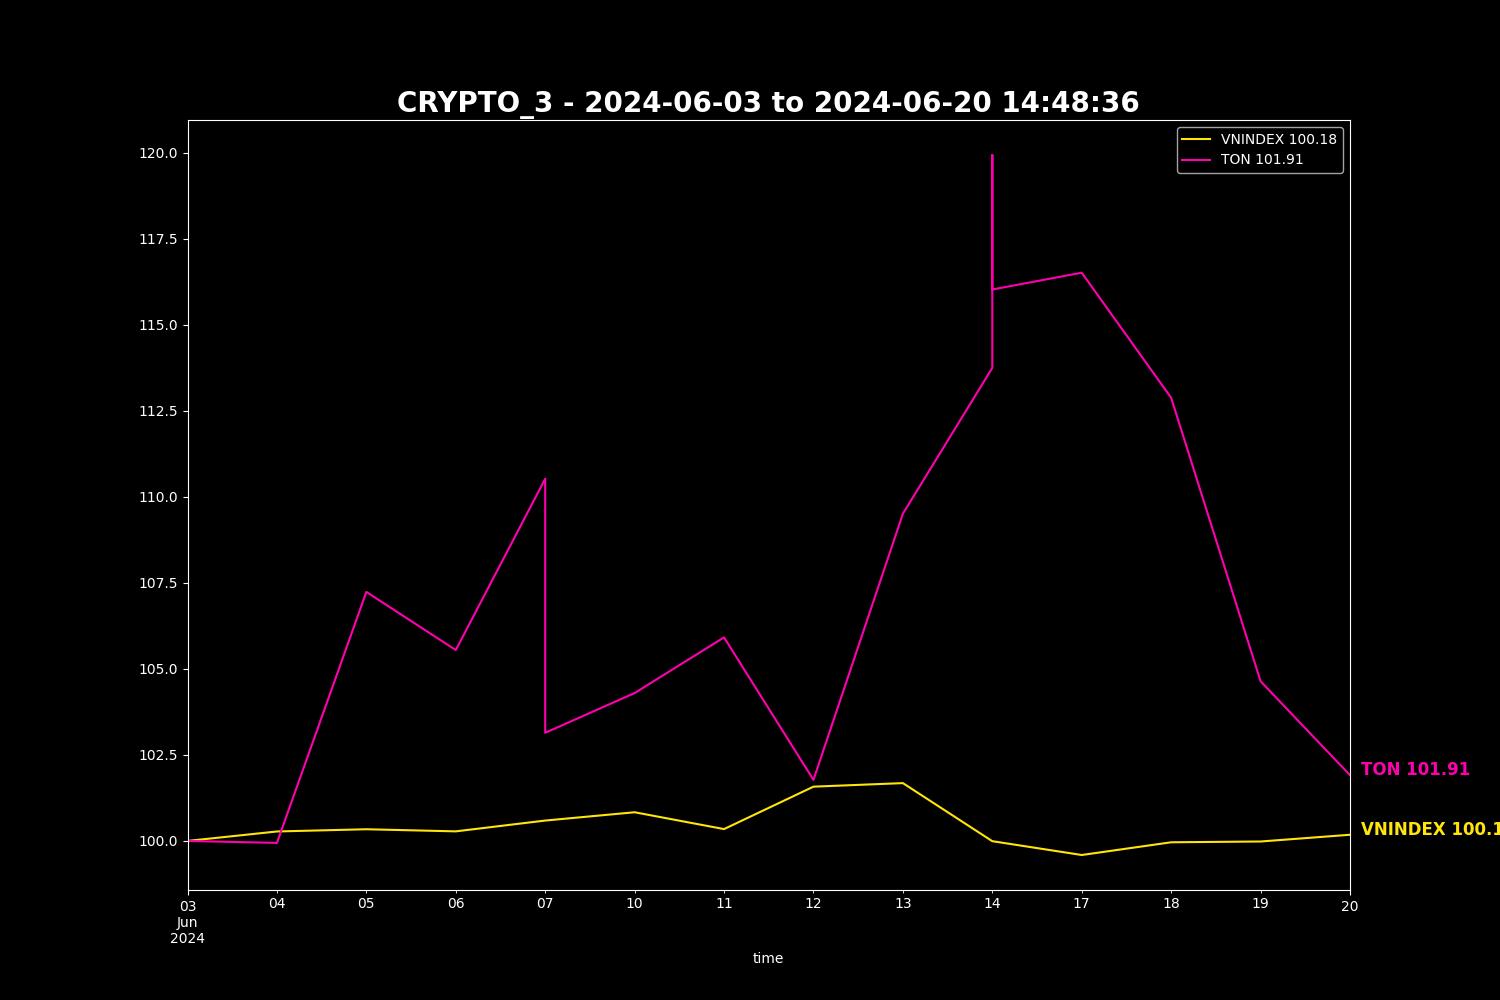 CRYPTO_3 - 2024-06-03 to 2024-06-20 14:48:36
VNINDEX 100.18
TON 101.91
120.0
117.5
115.0
112.5
110.0
107.5
105.0
102.5
100.0
TON 101.91
VNINDEX 100.1
03 04 05 06 07 10 11 12 13 14 17 18 19 20
Jun
2024
time